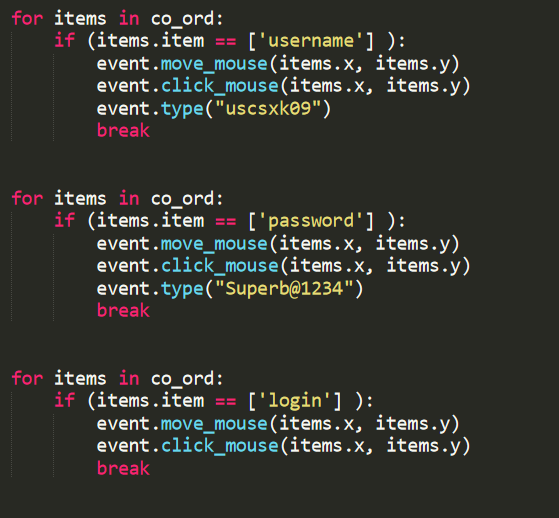 for items in co_ord:
    if (items.item == ['username'] ):
        event.move_mouse(items.x, items.y)
        event.click_mouse(items.x, items.y)
        event.type("uscsxk09")
        break
for items in co_ord:
    if (items.item == ['password'] ):
        event.move_mouse(items.x, items.y)
        event.click_mouse(items.x, items.y)
        event.type("Superb@1234")
        break
for items in co_ord:
    if (items.item == ['login'] ):
        event.move_mouse(items.x, items.y)
        event.click_mouse(items.x, items.y)
        break